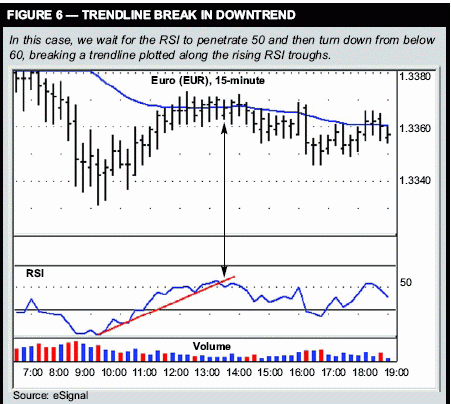 FIGURE 6 — TRENDLINE BREAK IN DOWNTREND
In this case, we wait for the RSI to penetrate 50 and then turn down from below
60, breaking a trendline plotted along the rising RSI troughs.
Euro (EUR), 15-minute
1.3380
1.3360
1.3340
RSI
50
Volume
7:00 8:00 9:00 10:00 11:00 12:00 13:00 14:00 15:00 16:00 17:00 18:00 19:00
Source: eSignal